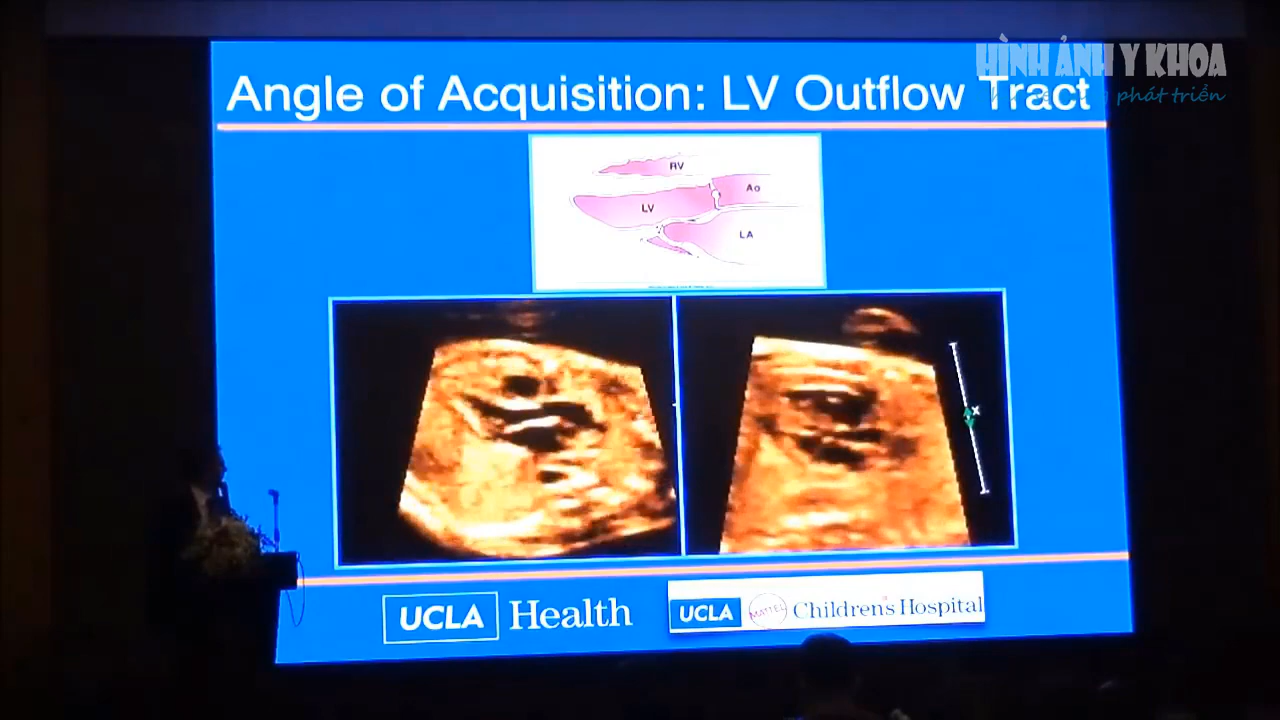 HÌNH ẢNH Y KHOA
phát triển
Angle of Acquisition: LV Outflow Tract
RV
Ao
LV
LA
UCLA Health
UCLA MATTEL Children's Hospital